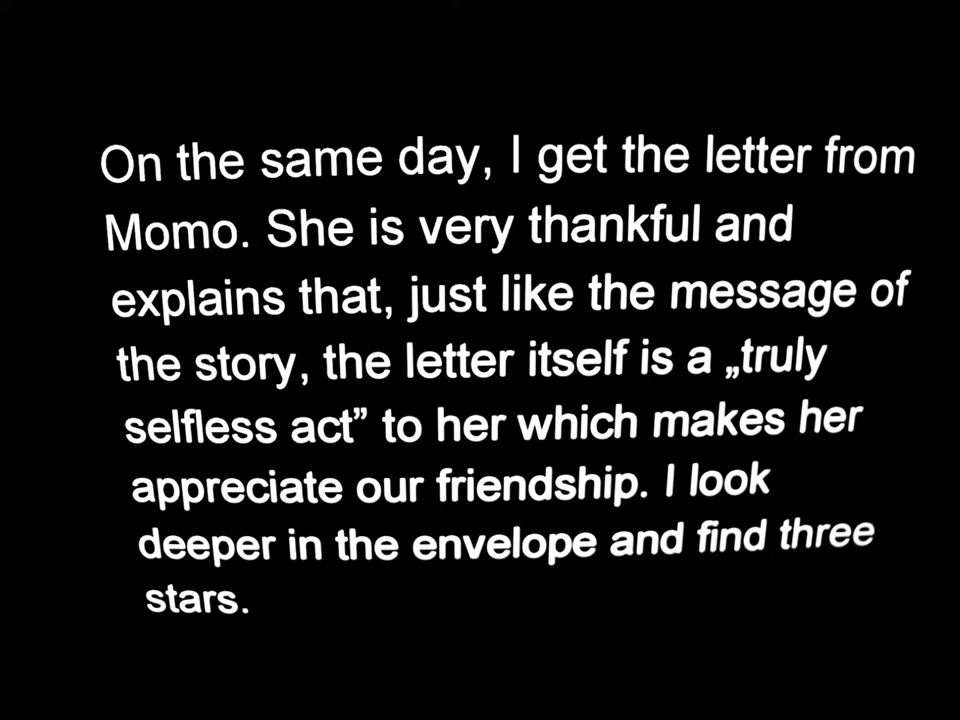 On the same day, I get the letter from
Momo. She is very thankful and
explains that, just like the message of
the story, the letter itself is a „truly
selfless act” to her which makes her
appreciate our friendship. I look
deeper in the envelope and find three
stars.